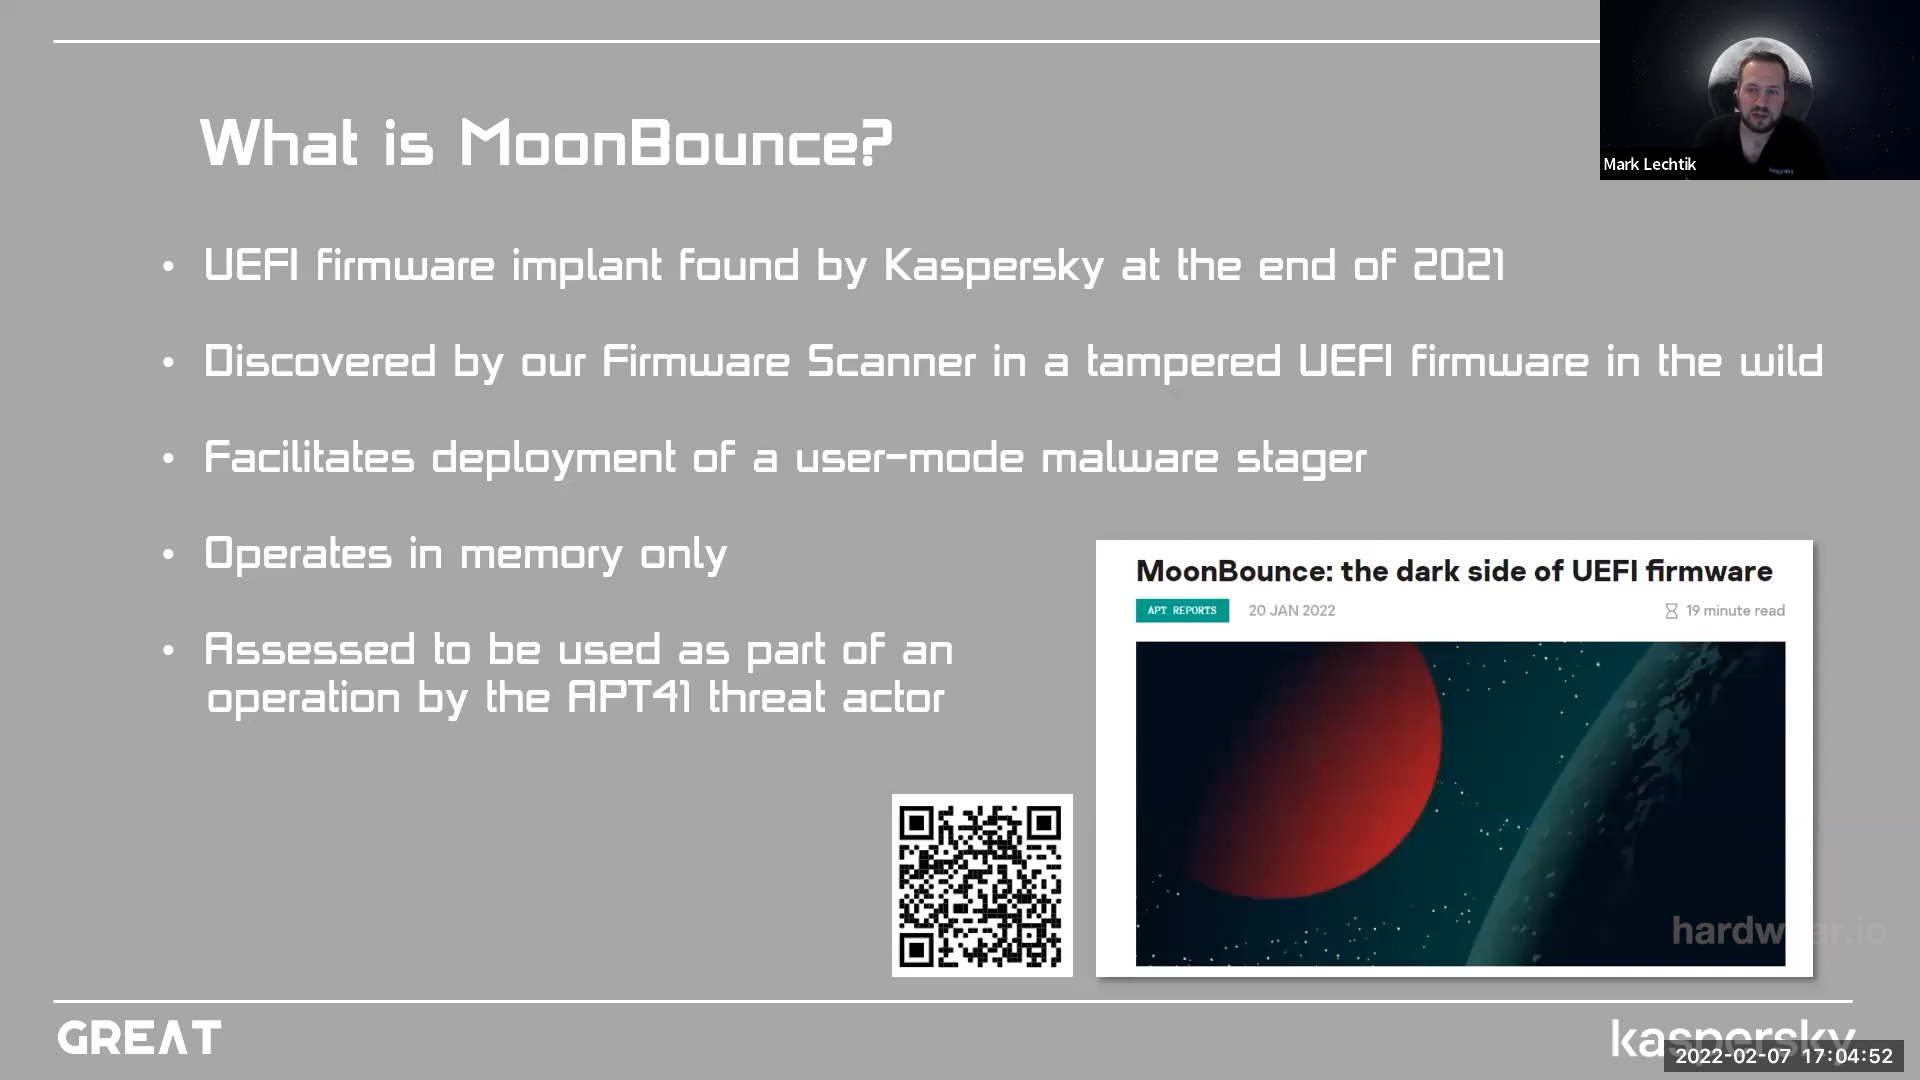 What is MoonBounce?
Mark Lechtik
• UEFI firmware implant found by Kaspersky at the end of 2021
• Discovered by our Firmware Scanner in a tampered UEFI firmware in the wild
• Facilitates deployment of a user-mode malware stager
• Operates in memory only
• Assessed to be used as part of an
operation by the APT41 threat actor
MoonBounce: the dark side of UEFI firmware
APT REPORTS 20 JAN 2022 19 minute read
hardwear.io
GREAT
kaspersky
2022-02-07 17:04:52